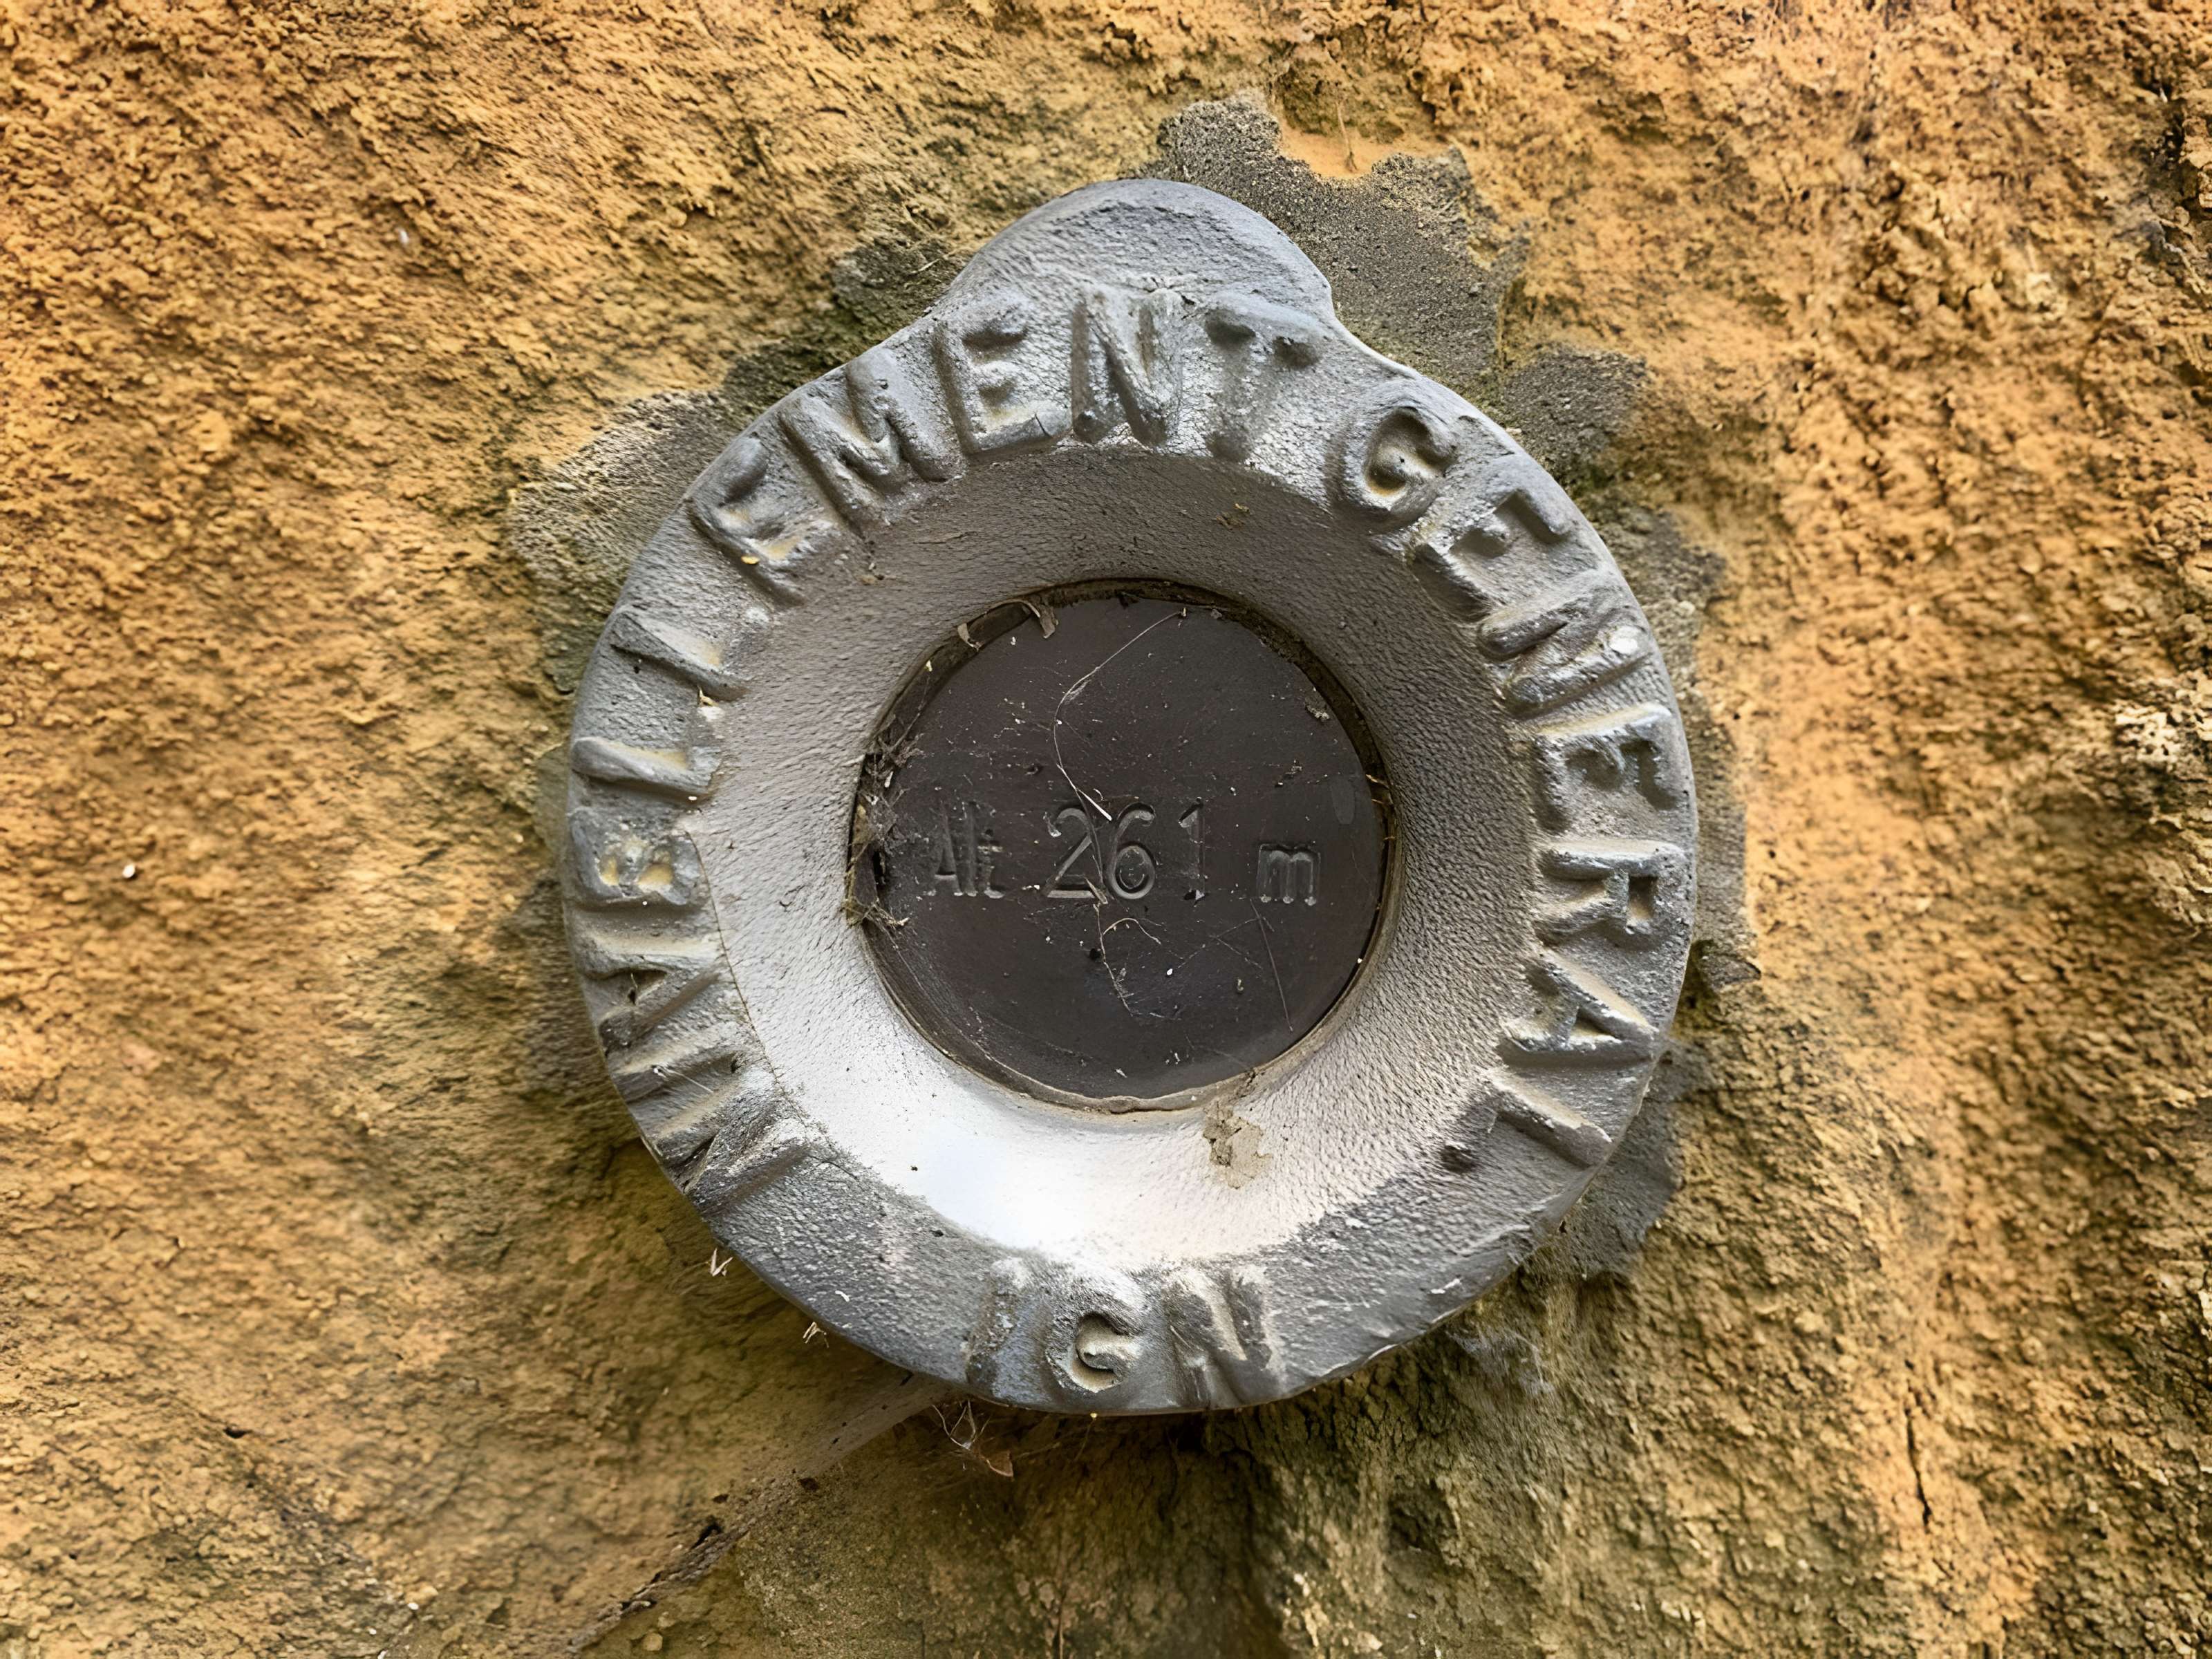 NIVELLEMENT GENERAL
Alt 261 m
IGN